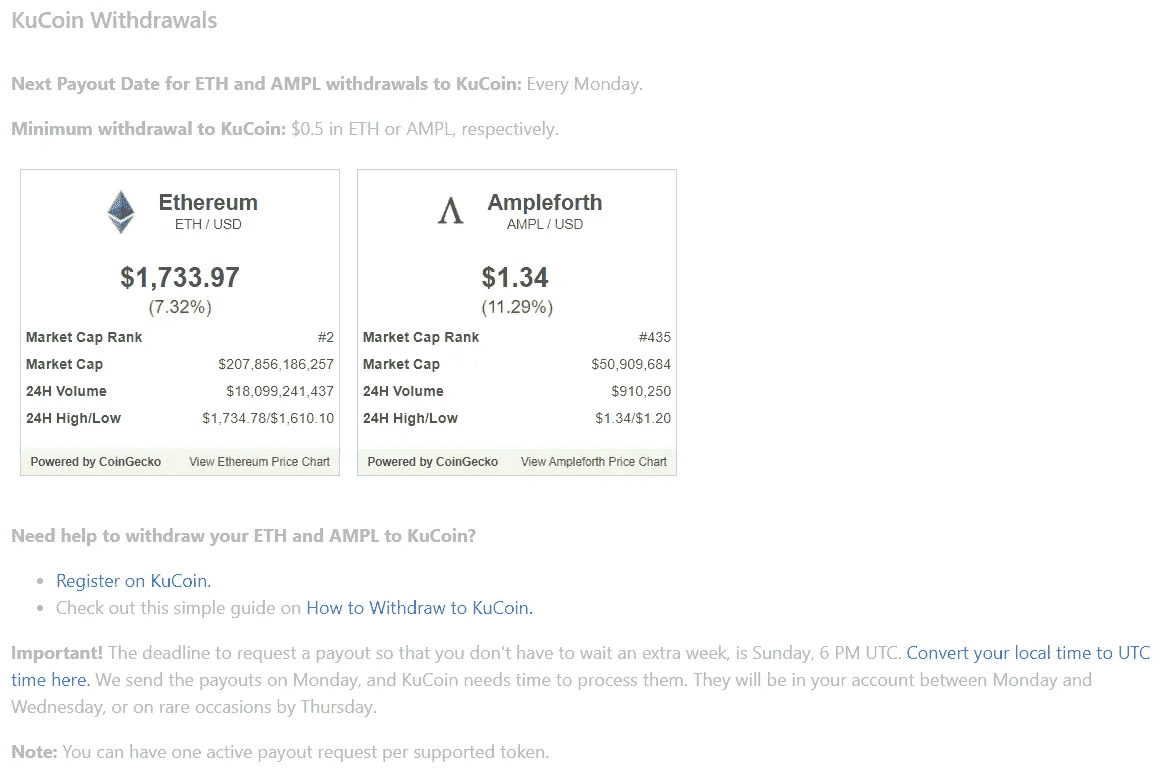 KuCoin Withdrawals
Next Payout Date for ETH and AMPL withdrawals to KuCoin: Every Monday.
Minimum withdrawal to KuCoin: $0.5 in ETH or AMPL, respectively.
Ethereum
ETH / USD
$1,733.97
(7.32%)
Market Cap Rank #2
Market Cap $207,856,186,257
24H Volume $18,099,241,437
24H High/Low $1,734.78/$1,610.10
Powered by CoinGecko View Ethereum Price Chart
Ampleforth
AMPL / USD
$1.34
(11.29%)
Market Cap Rank #435
Market Cap $50,909,684
24H Volume $910,250
24H High/Low $1.34/$1.20
Powered by CoinGecko View Ampleforth Price Chart
Need help to withdraw your ETH and AMPL to KuCoin?
• Register on KuCoin.
• Check out this simple guide on How to Withdraw to KuCoin.
Important! The deadline to request a payout so that you don't have to wait an extra week, is Sunday, 6 PM UTC. Convert your local time to UTC
time here. We send the payouts on Monday, and KuCoin needs time to process them. They will be in your account between Monday and
Wednesday, or on rare occasions by Thursday.
Note: You can have one active payout request per supported token.